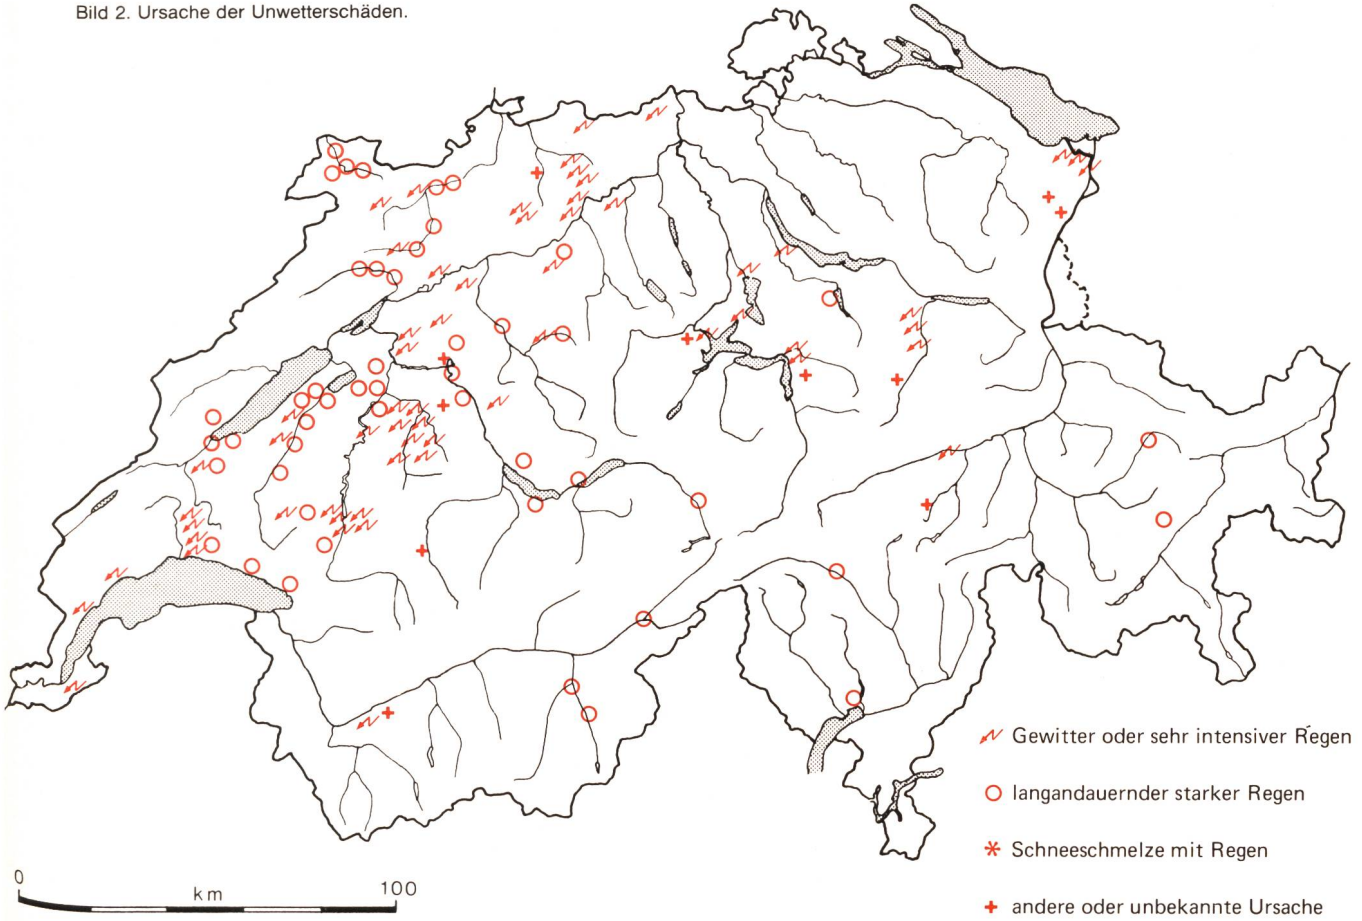 Bild 2. Ursache der Unwetterschäden.
Gewitter oder sehr intensiver Regen
langandauernder starker Regen
Schneeschmelze mit Regen
andere oder unbekannte Ursache
0 km 100